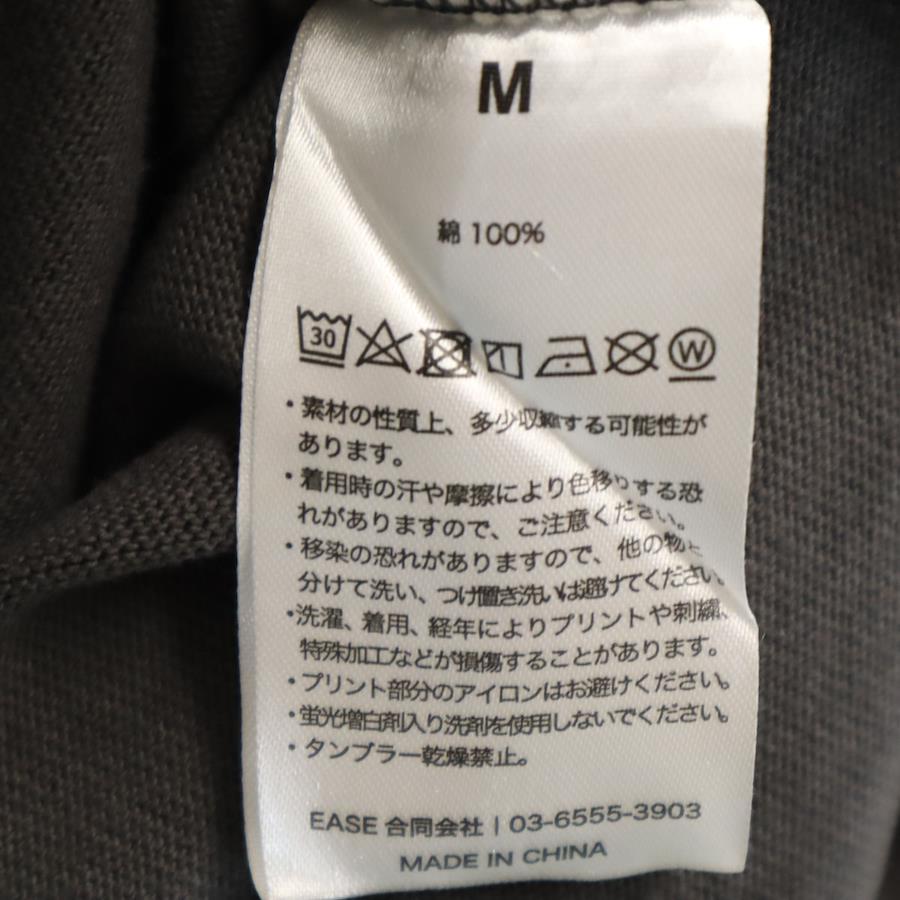 M
綿 100%
30
W
・素材の性質上、多少収縮する可能性が
あります。
・着用時の汗や摩擦により色移りする恐
れがありますので、ご注意ください。
・移染の恐れがありますので、他の物と
分けて洗い、つけ置き洗いは避けてください。
・洗濯、着用、経年によりプリントや刺繍、
特殊加工などが損傷することがあります。
・プリント部分のアイロンはお避けください。
・蛍光増白剤入り洗剤を使用しないでください。
・タンブラー乾燥禁止。
EASE 合同会社 | 03-6555-3903
MADE IN CHINA